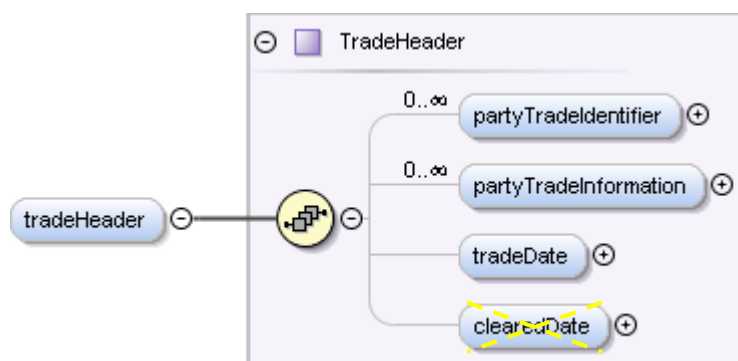 TradeHeader
0..∞
partyTradeIdentifier
0..∞
partyTradeInformation
tradeHeader
tradeDate
clearedDate